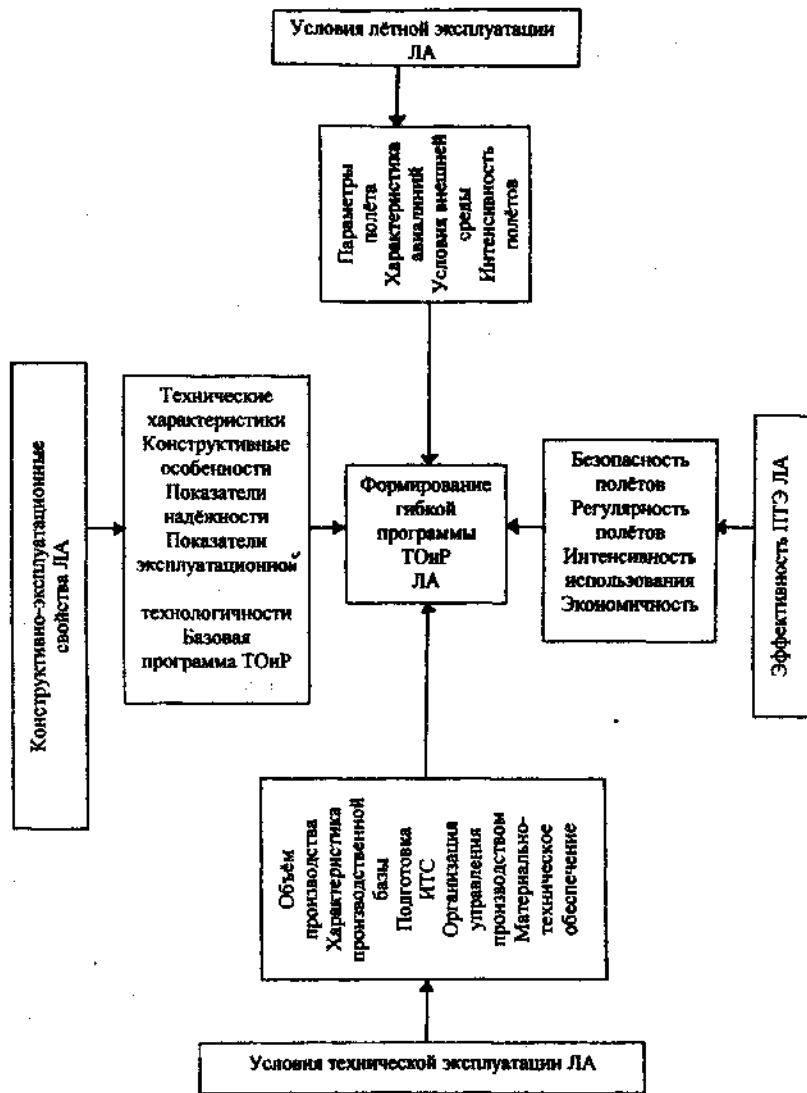 Условия лётной эксплуатации
ЛА
Параметры
полёта
Характеристика
авиалиний
Условия внешней
среды
Интенсивность
полётов
Конструктивно-эксплуатационные
свойства ЛА
Технические
характеристики
Конструктивные
особенности
Показатели
надёжности
Показатели
эксплуатационной
технологичности
Базовая
программа ТОиР
Формирование
гибкой
программы
ТОиР
ЛА
Безопасность
полётов
Регулярность
полётов
Интенсивность
использования
Экономичность
Эффективность ПТЭ ЛА
Объём
производства
Характеристика
производственной
базы
Подготовка
ИТС
Организация
управления
производством
Материально-
техническое
обеспечение
Условия технической эксплуатации ЛА